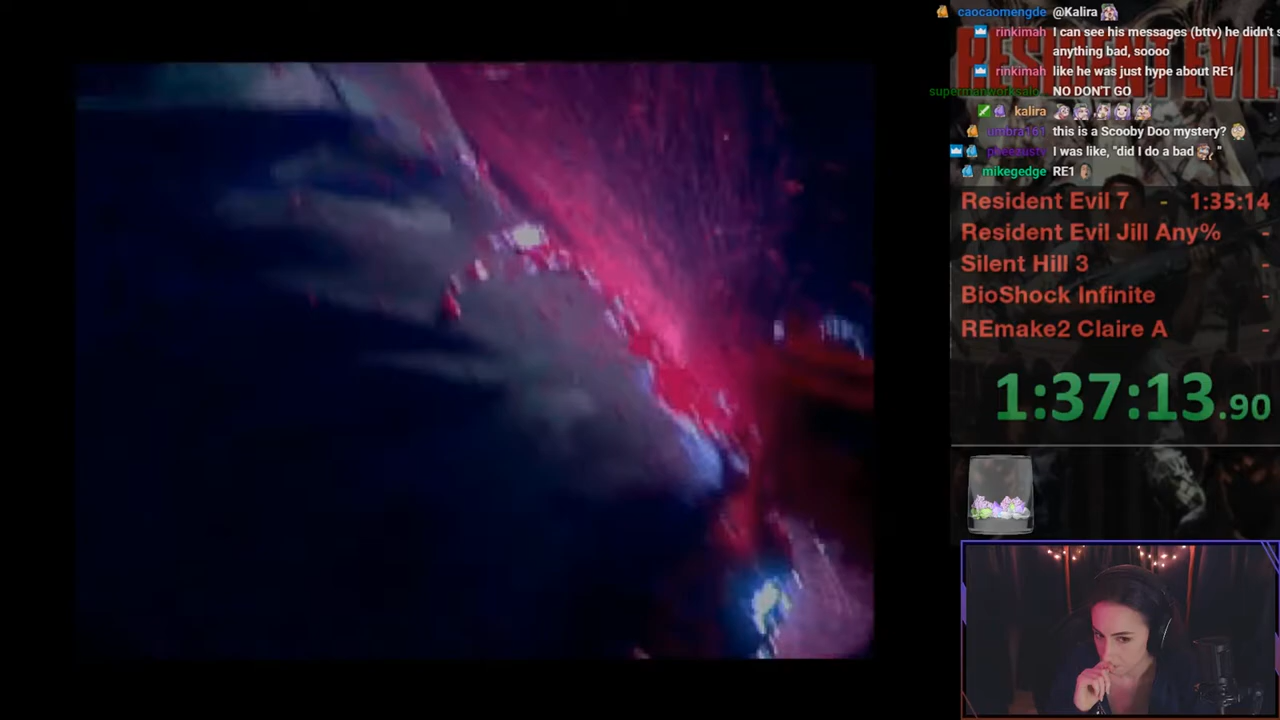 caocaomengde @Kalira
rinkimah I can see his messages (bttv) he didn't s
anything bad, soooo
rinkimah like he was just hype about RE1
NO DON'T GO
kalira
umbra161 this is a Scooby Doo mystery?
I was like, "did I do a bad "
mikegedge RE1
RESIDENT EVIL
Resident Evil 7 - 1:35:14
Resident Evil Jill Any% -
Silent Hill 3 -
BioShock Infinite -
REmake2 Claire A -
1:37:13.90